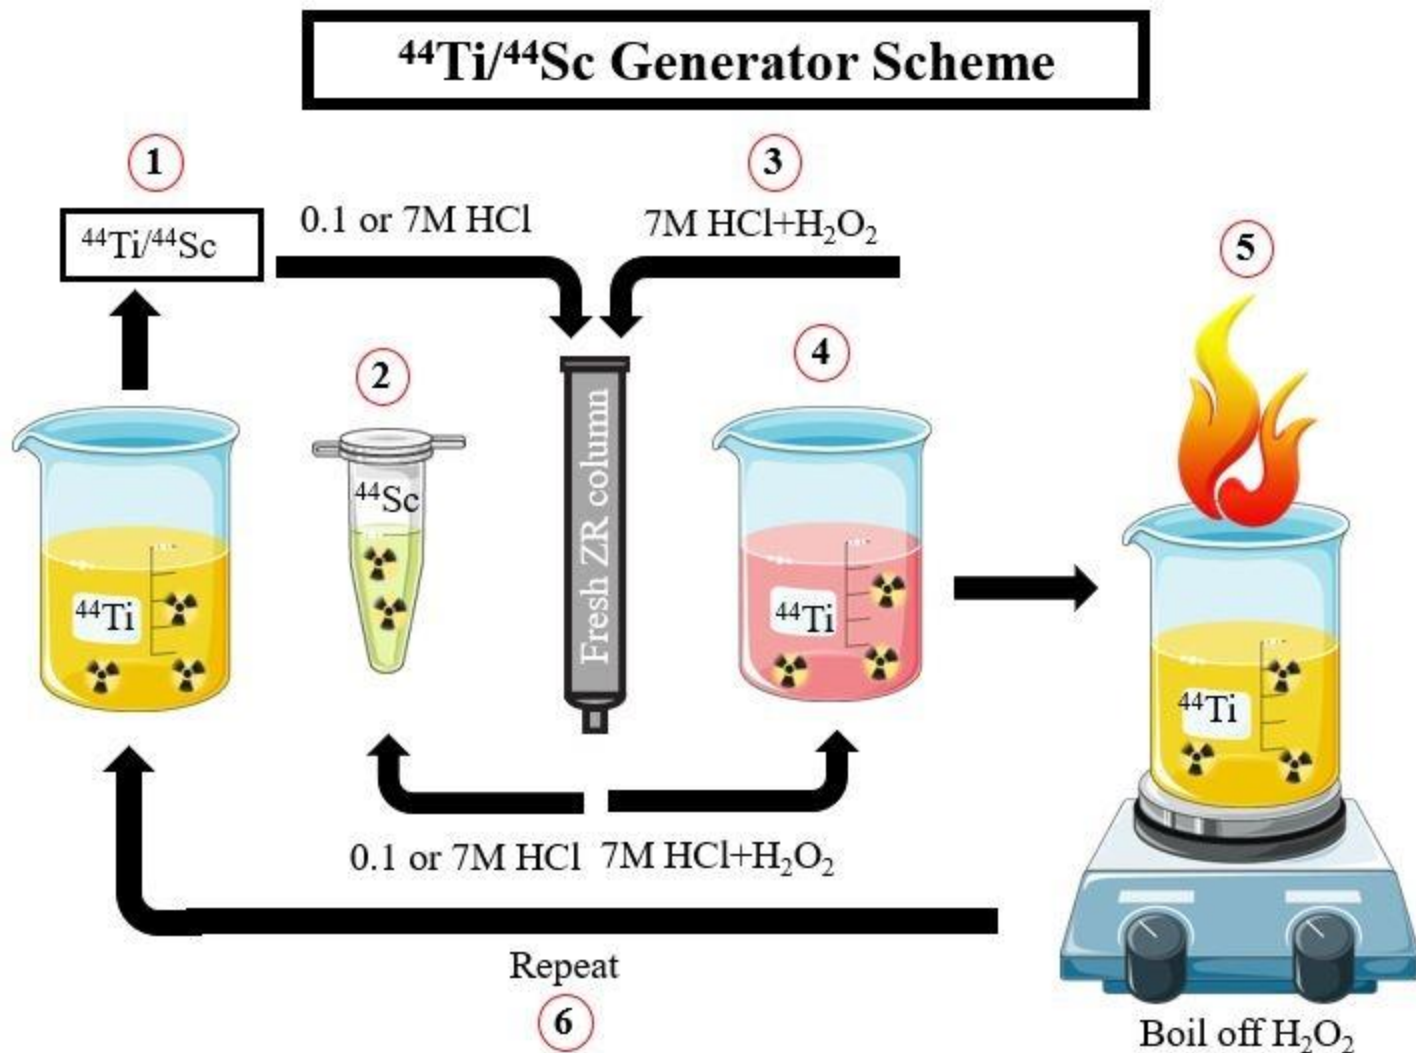 ⁴⁴Ti/⁴⁴Sc Generator Scheme
1
⁴⁴Ti/⁴⁴Sc
0.1 or 7M HCl
3
7M HCl+H₂O₂
5
2
⁴⁴Sc
Fresh ZR column
4
⁴⁴Ti
⁴⁴Ti
⁴⁴Ti
0.1 or 7M HCl
7M HCl+H₂O₂
Repeat
6
Boil off H₂O₂